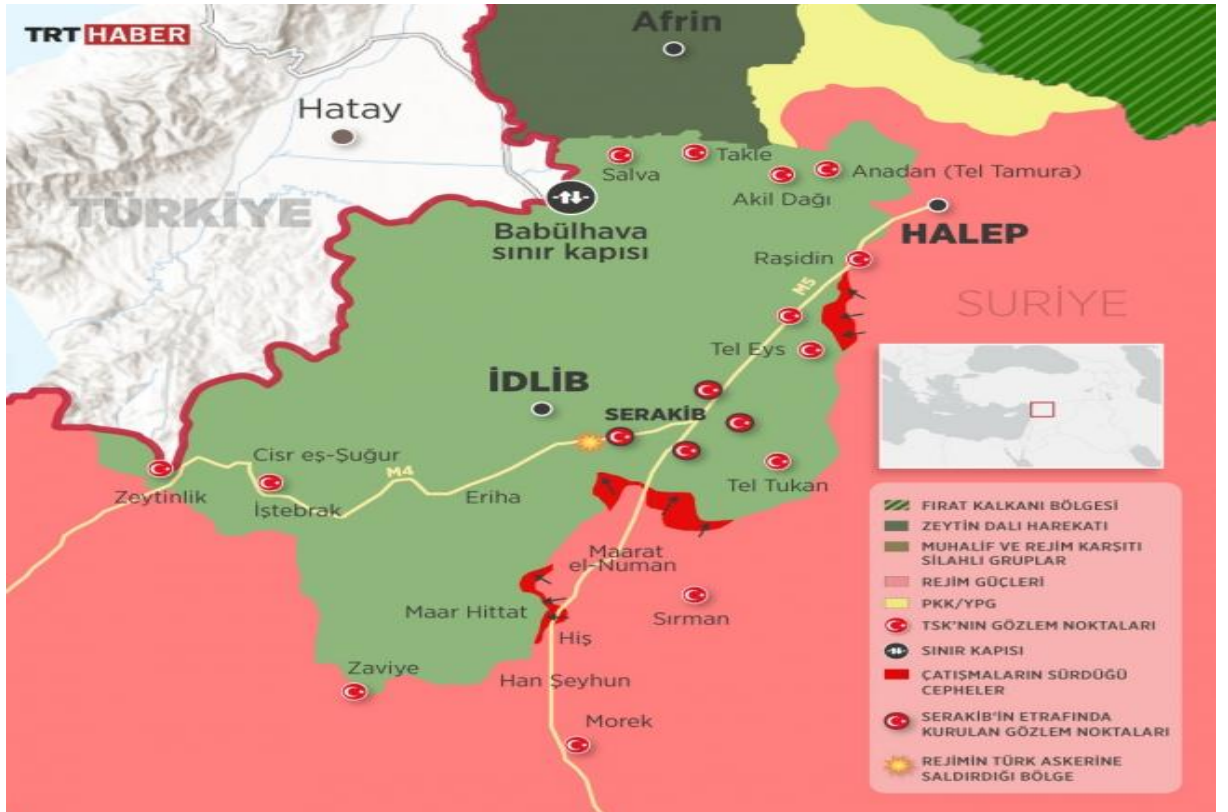 TRT HABER
Afrin
Hatay
TÜRKİYE
Salva
Takle
Akil Dağı
Anadan (Tel Tamura)
Babülhava
sınır kapısı
HALEP
Raşidin
M5
SURİYE
Tel Eys
İDLİB
SERAKİB
Cisr eş-Şuğur
Zeytinlik
İştebrak
M4
Eriha
Tel Tukan
Maarat
el-Numan
Maar Hittat
Sırman
Hiş
Zaviye
Han Şeyhun
Morek
FIRAT KALKANI BÖLGESİ
ZEYTİN DALI HAREKATI
MUHALİF VE REJİM KARŞITI
SİLAHLI GRUPLAR
REJİM GÜÇLERİ
PKK/YPG
TSK'NIN GÖZLEM NOKTALARI
SINIR KAPISI
ÇATIŞMALARIN SÜRDÜĞÜ
CEPHELER
SERAKİB'İN ETRAFINDA
KURULAN GÖZLEM NOKTALARI
REJİMİN TÜRK ASKERİNE
SALDIRDIĞI BÖLGE